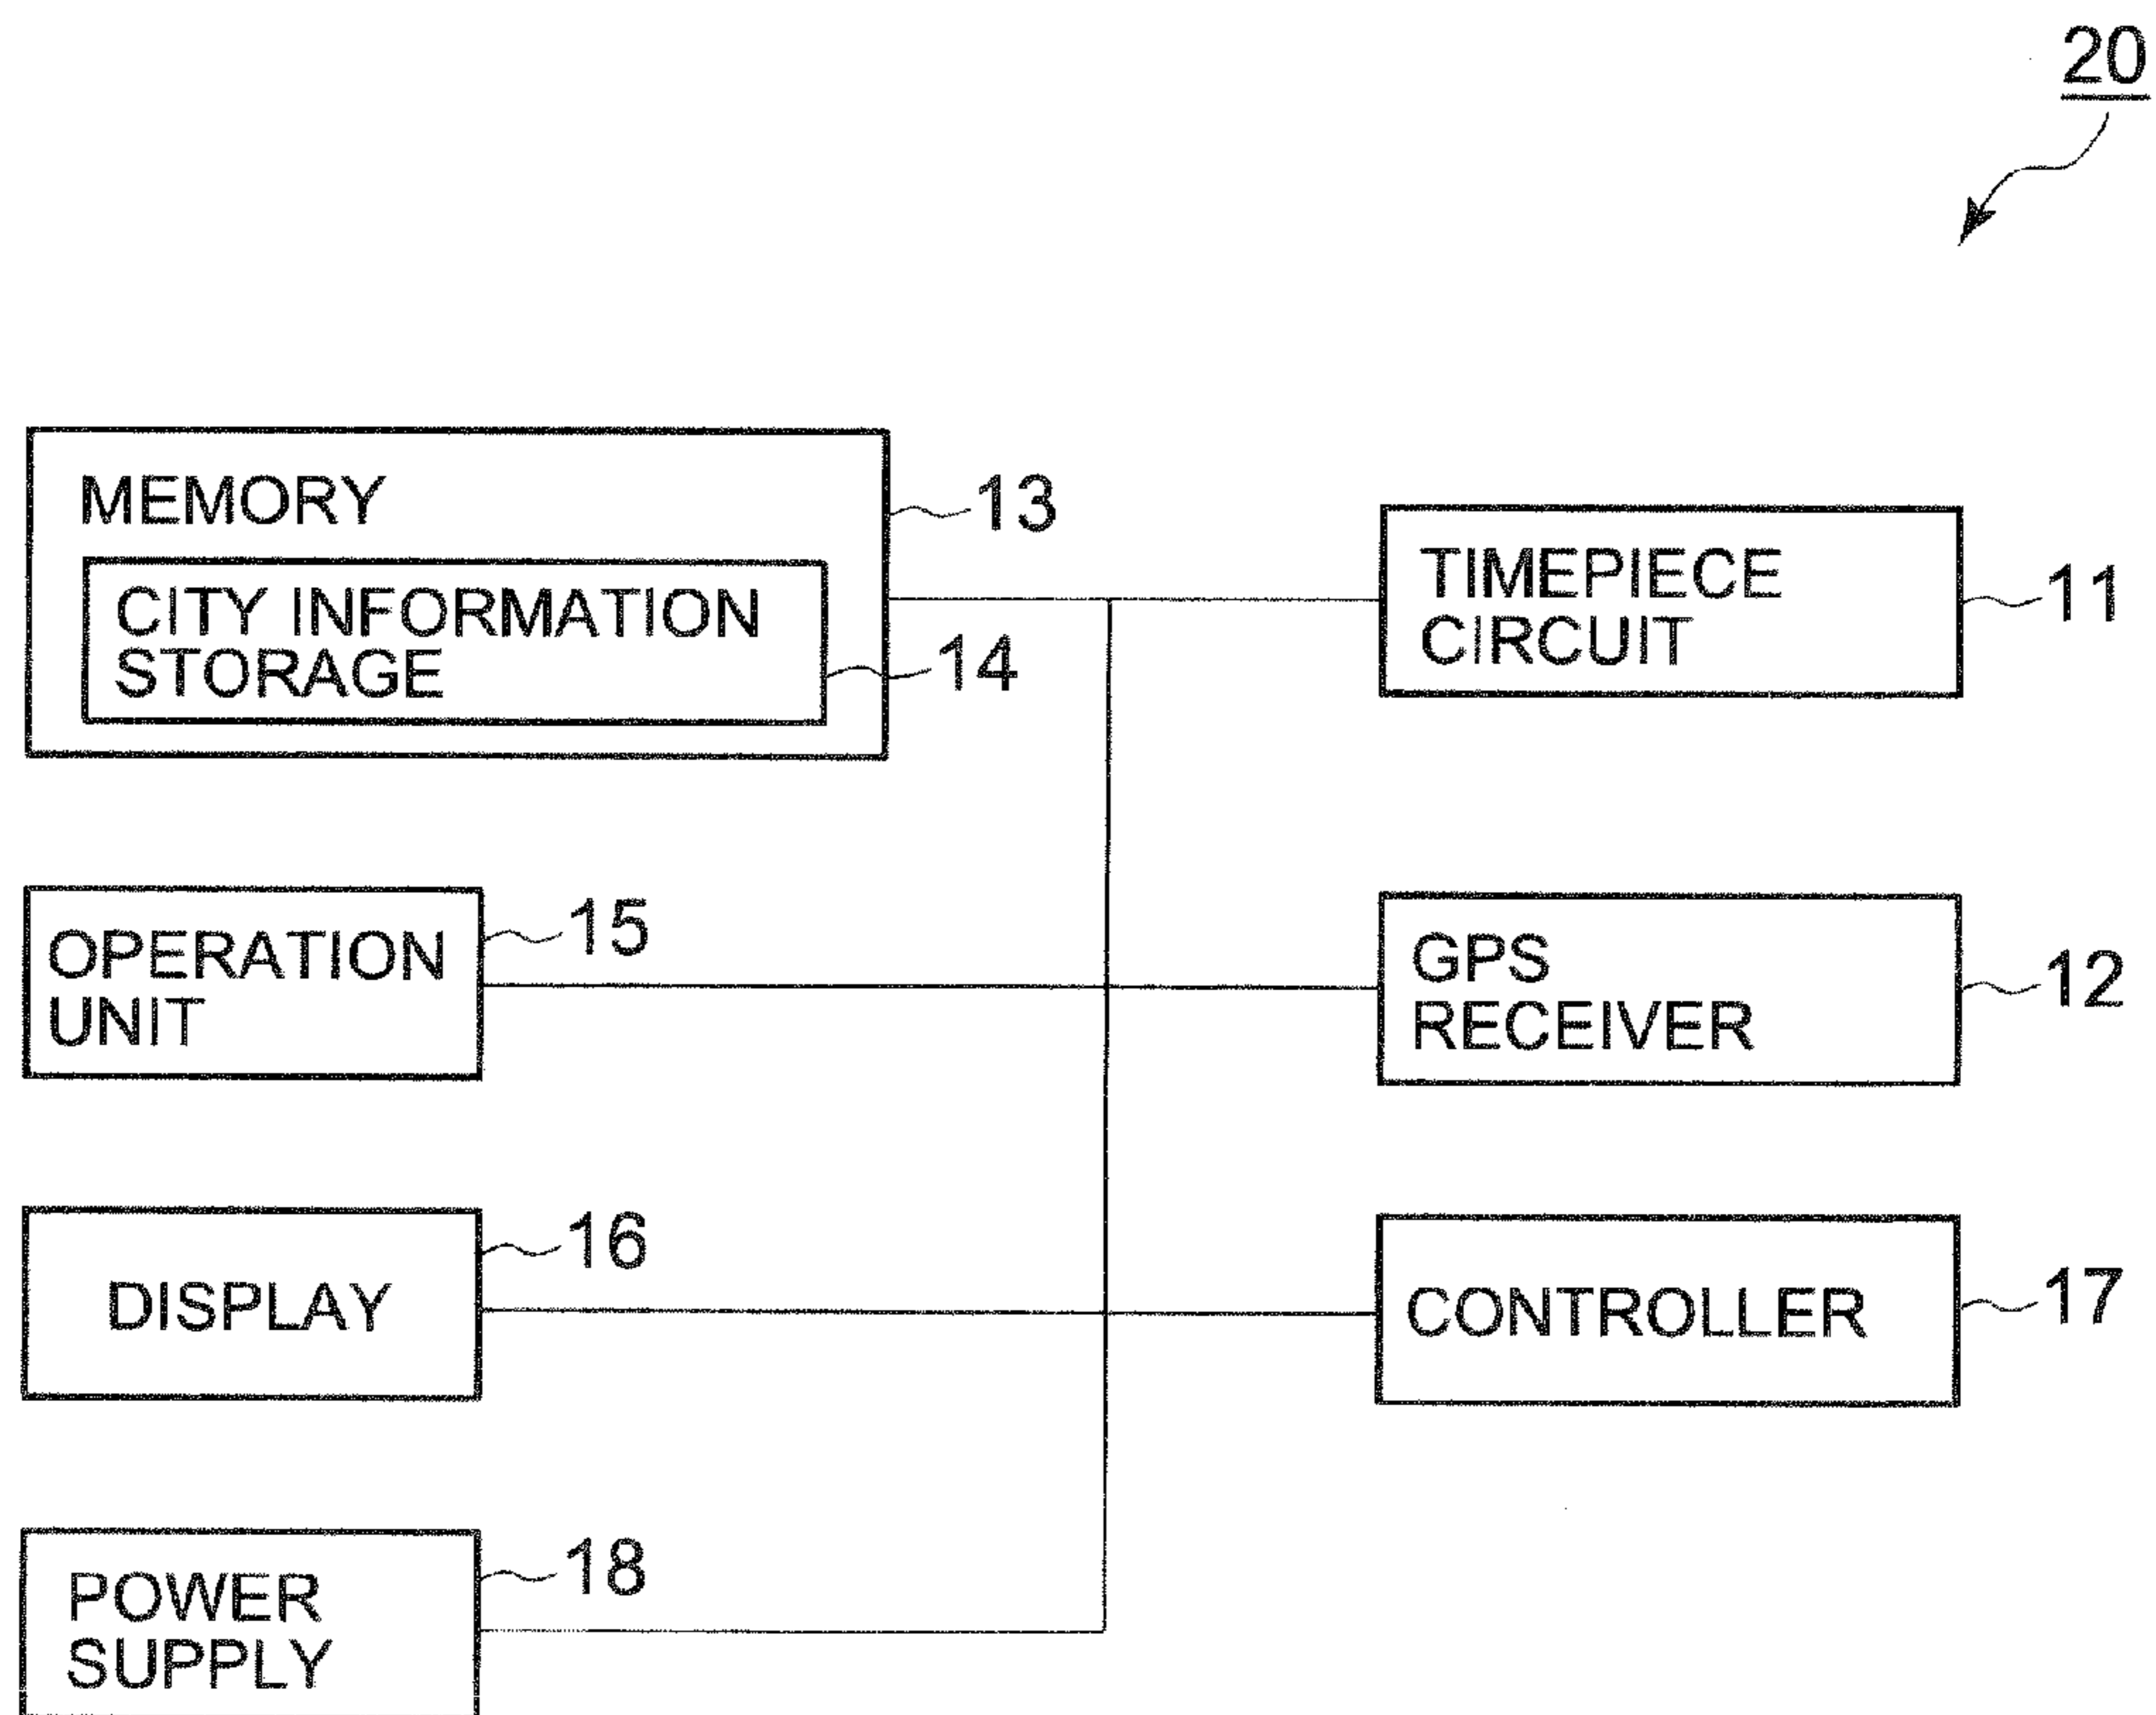 20
MEMORY
13
CITY INFORMATION
STORAGE
14
TIMEPIECE
CIRCUIT
11
OPERATION
UNIT
15
GPS
RECEIVER
12
DISPLAY
16
CONTROLLER
17
POWER
SUPPLY
18